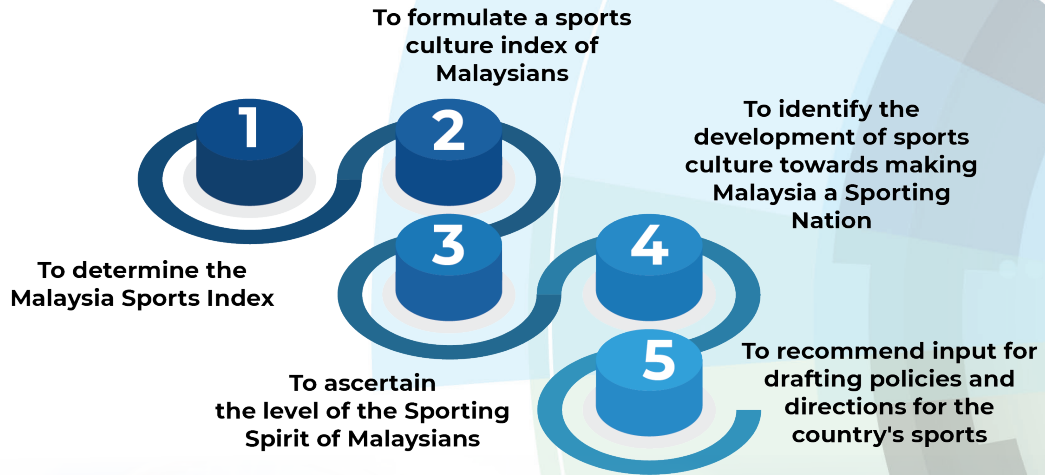 1
To determine the
Malaysia Sports Index
2
To formulate a sports
culture index of
Malaysians
3
To ascertain
the level of the Sporting
Spirit of Malaysians
4
To identify the
development of sports
culture towards making
Malaysia a Sporting
Nation
5
To recommend input for
drafting policies and
directions for the
country's sports